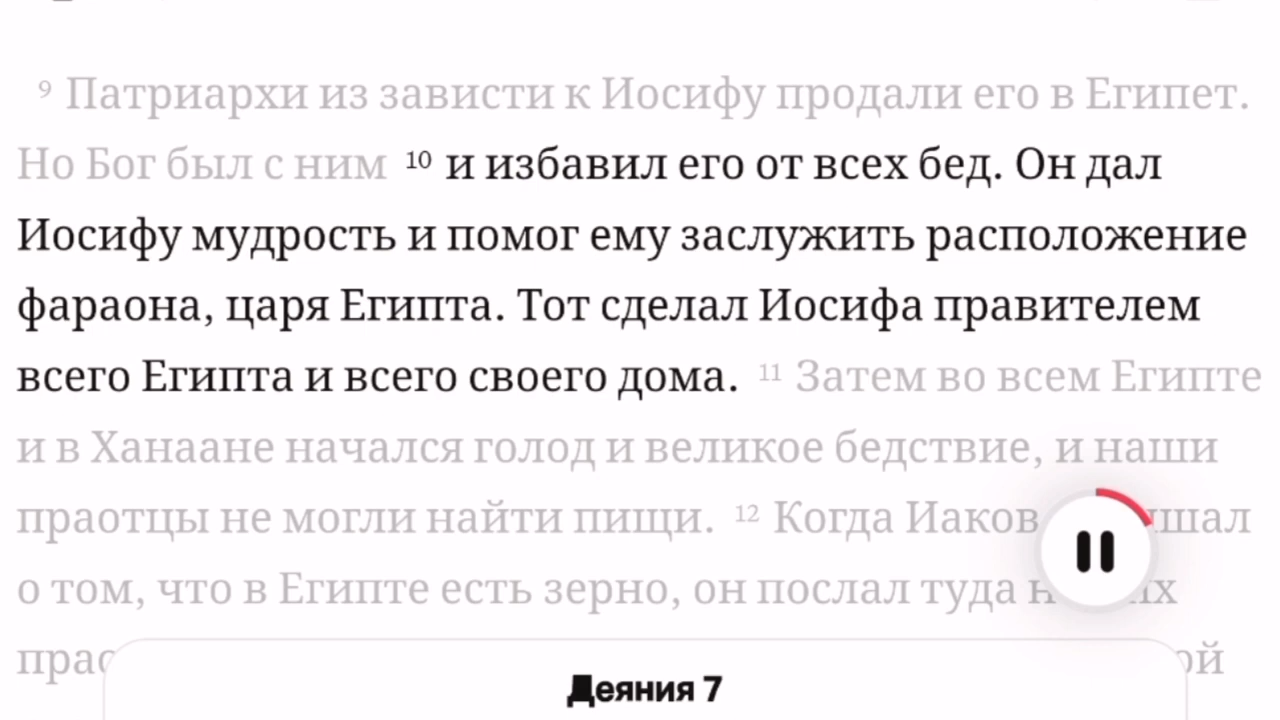 9 Патриархи из зависти к Иосифу продали его в Египет.
Но Бог был с ним 10 и избавил его от всех бед. Он дал
Иосифу мудрость и помог ему заслужить расположение
фараона, царя Египта. Тот сделал Иосифа правителем
всего Египта и всего своего дома. 11 Затем во всем Египте
и в Ханаане начался голод и великое бедствие, и наши
праотцы не могли найти пищи. 12 Когда Иаков
о том, что в Египте есть зерно, он послал туда
Деяния 7